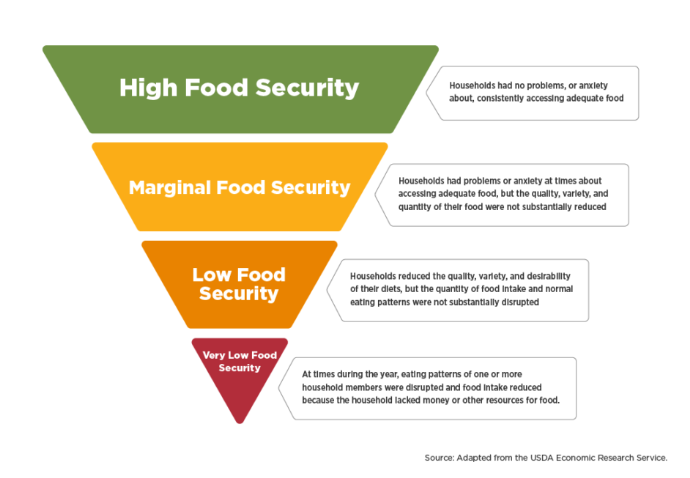 High Food Security
Households had no problems, or anxiety
about, consistently accessing adequate food
Marginal Food Security
Households had problems or anxiety at times about
accessing adequate food, but the quality, variety, and
quantity of their food were not substantially reduced
Low Food
Security
Households reduced the quality, variety, and desirability
of their diets, but the quantity of food intake and normal
eating patterns were not substantially disrupted
Very Low Food
Security
At times during the year, eating patterns of one or more
household members were disrupted and food intake reduced
because the household lacked money or other resources for food.
Source: Adapted from the USDA Economic Research Service.